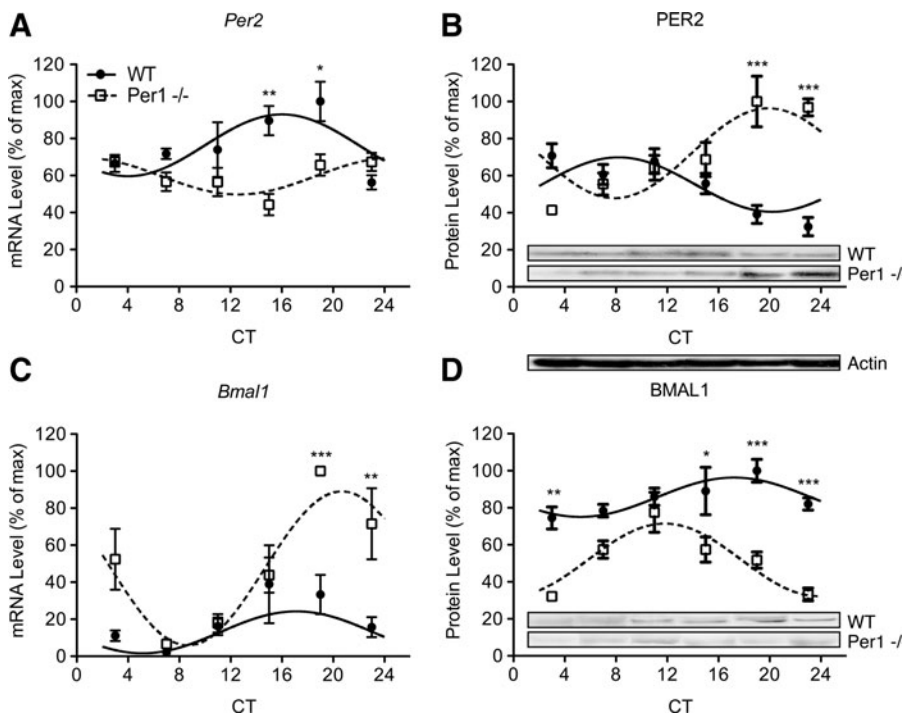 A
Per2
mRNA Level (% of max)
120
100
80
60
40
20
0
WT
Per1 -/-
**
*
0
4
8
12
16
20
24
CT
B
PER2
Protein Level (% of max)
120
100
80
60
40
20
0
***
***
WT
Per1 -/
0
4
8
12
16
20
24
CT
Actin
C
Bmal1
mRNA Level (% of max)
120
100
80
60
40
20
0
***
**
0
4
8
12
16
20
24
CT
D
BMAL1
Protein Level (% of max)
120
100
80
60
40
20
0
**
*
***
***
WT
Per1 -/
0
4
8
12
16
20
24
CT